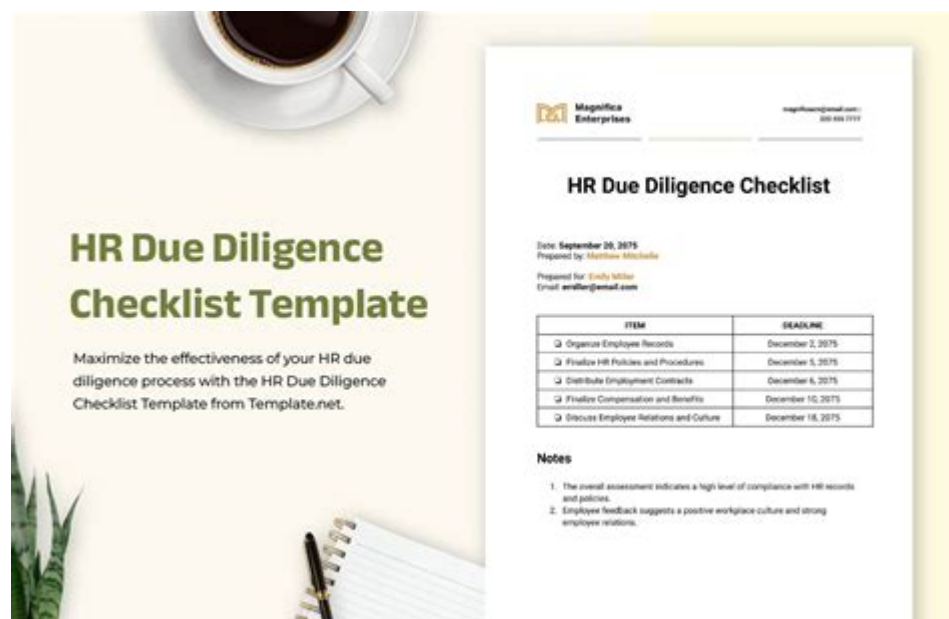 HR Due Diligence
Checklist Template
Maximize the effectiveness of your HR due
diligence process with the HR Due Diligence
Checklist Template from Template.net.
Magnifica
Enterprises
HR Due Diligence Checklist
Date: September 20, 2075
Prepared by: Matthew Mitchelle
Prepared for: Emily Miller
Email: emiller@email.com
ITEM DEADLINE
❏ Organize Employee Records December 2, 2075
❏ Finalize HR Policies and Procedures December 5, 2075
❏ Distribute Employment Contracts December 6, 2075
❏ Finalize Compensation and Benefits December 10, 2075
❏ Discuss Employee Relations and Culture December 18, 2075
Notes
1. The overall assessment indicates a high level of compliance with HR records
and policies.
2. Employee feedback suggests a positive workplace culture and strong
employee relations.